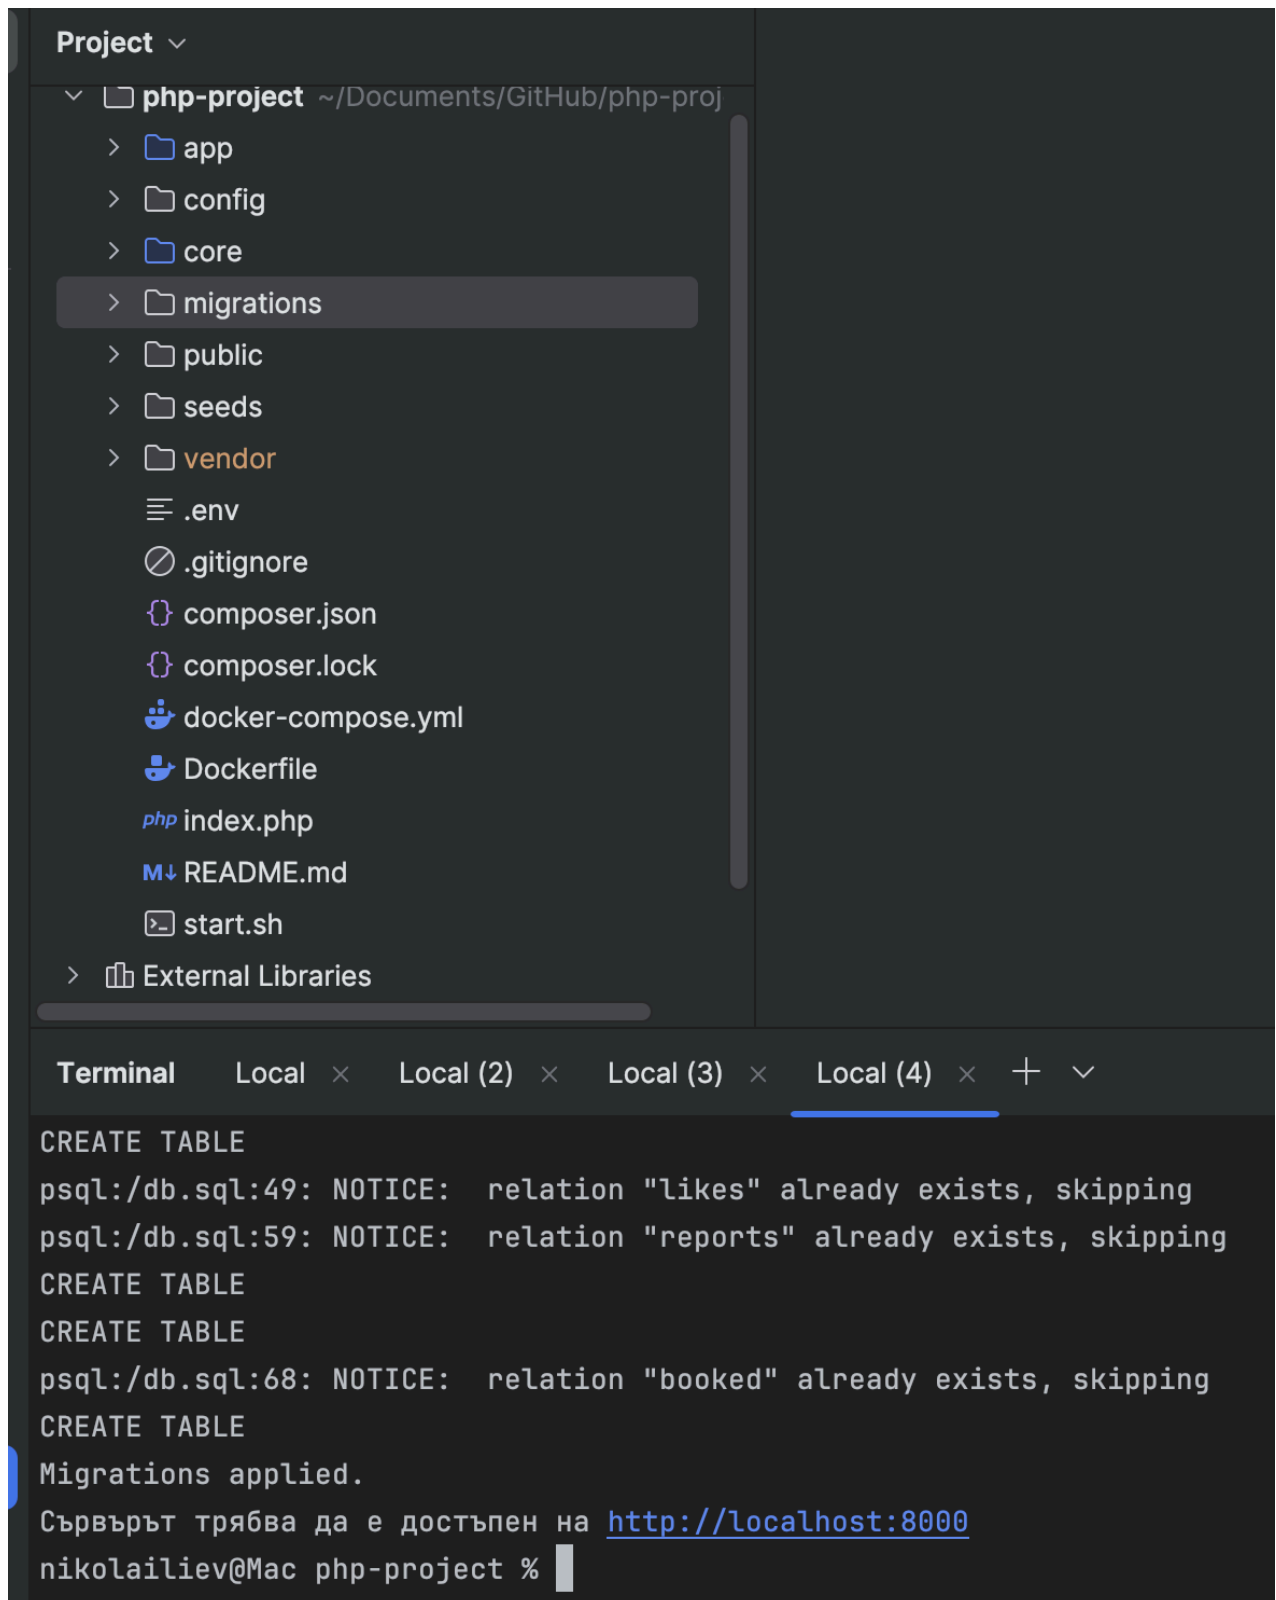 Project
php-project ~/Documents/GitHub/php-proj
app
config
core
migrations
public
seeds
vendor
.env
.gitignore
{} composer.json
{} composer.lock
docker-compose.yml
Dockerfile
php index.php
M↓ README.md
start.sh
External Libraries
Terminal Local × Local (2) × Local (3) × Local (4) × +
CREATE TABLE
psql:/db.sql:49: NOTICE:  relation "likes" already exists, skipping
psql:/db.sql:59: NOTICE:  relation "reports" already exists, skipping
CREATE TABLE
CREATE TABLE
psql:/db.sql:68: NOTICE:  relation "booked" already exists, skipping
CREATE TABLE
Migrations applied.
Сървърът трябва да е достъпен на http://localhost:8000
nikolailiev@Mac php-project %